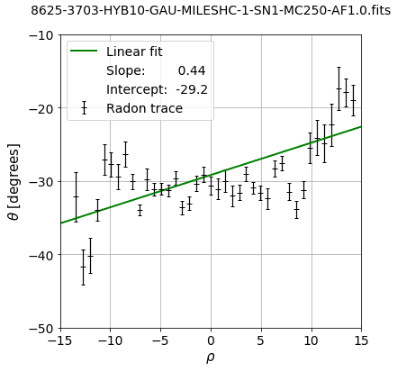 8625-3703-HYB10-GAU-MILESHC-1-SN1-MC250-AF1.0.fits
−10
Linear fit
Slope: 0.44
Intercept: -29.2
Radon trace
−20
−30
−40
−50
θ [degrees]
−15 −10 −5 0 5 10 15
ρ